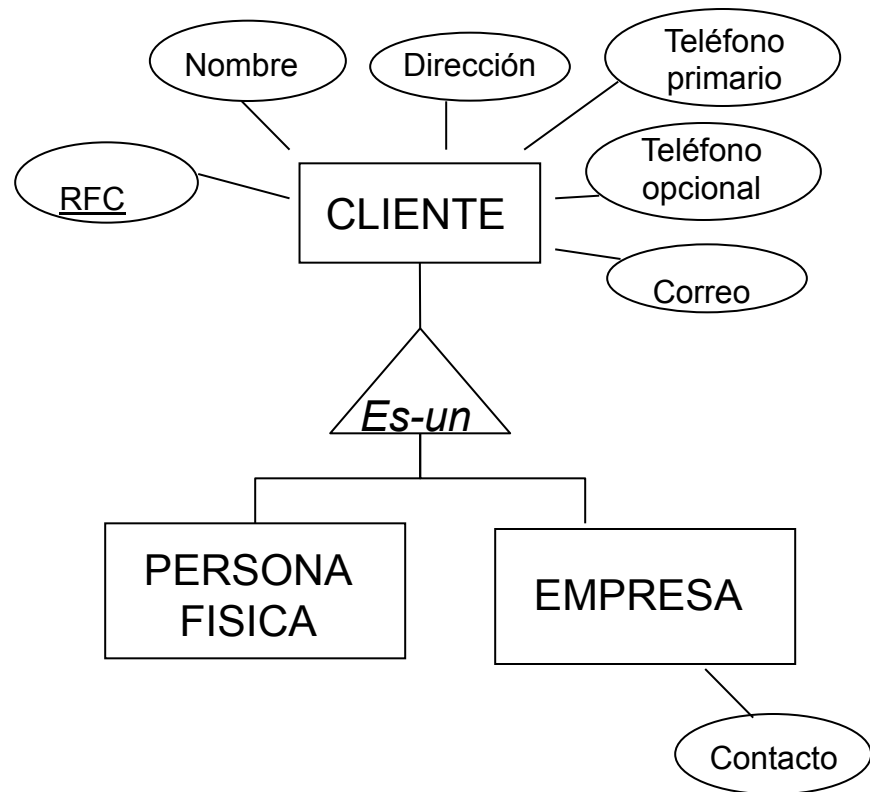 Nombre
Dirección
Teléfono
primario
RFC
CLIENTE
Teléfono
opcional
Correo
Es-un
PERSONA
FISICA
EMPRESA
Contacto